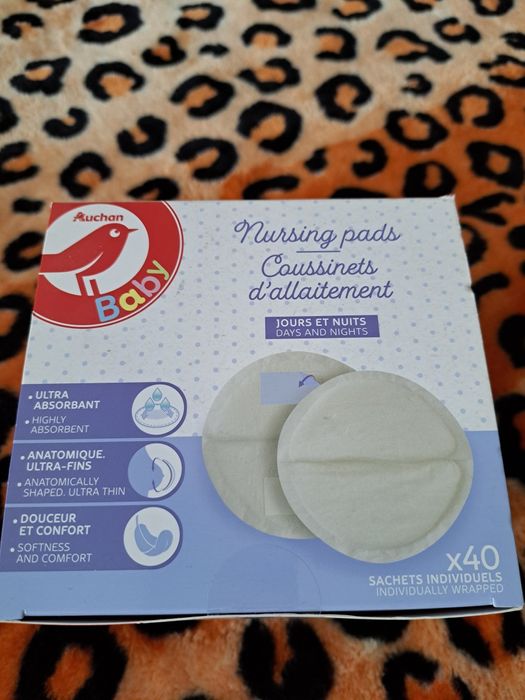 Auchan
Baby
Nursing pads
Coussinets
d'allaitement
JOURS ET NUITS
DAYS AND NIGHTS
• ULTRA
ABSORBANT
• HIGHLY
ABSORBENT
• ANATOMIQUE.
ULTRA-FINS
• ANATOMICALLY
SHAPED. ULTRA THIN
• DOUCEUR
ET CONFORT
• SOFTNESS
AND COMFORT
x40
SACHETS INDIVIDUELS
INDIVIDUALLY WRAPPED